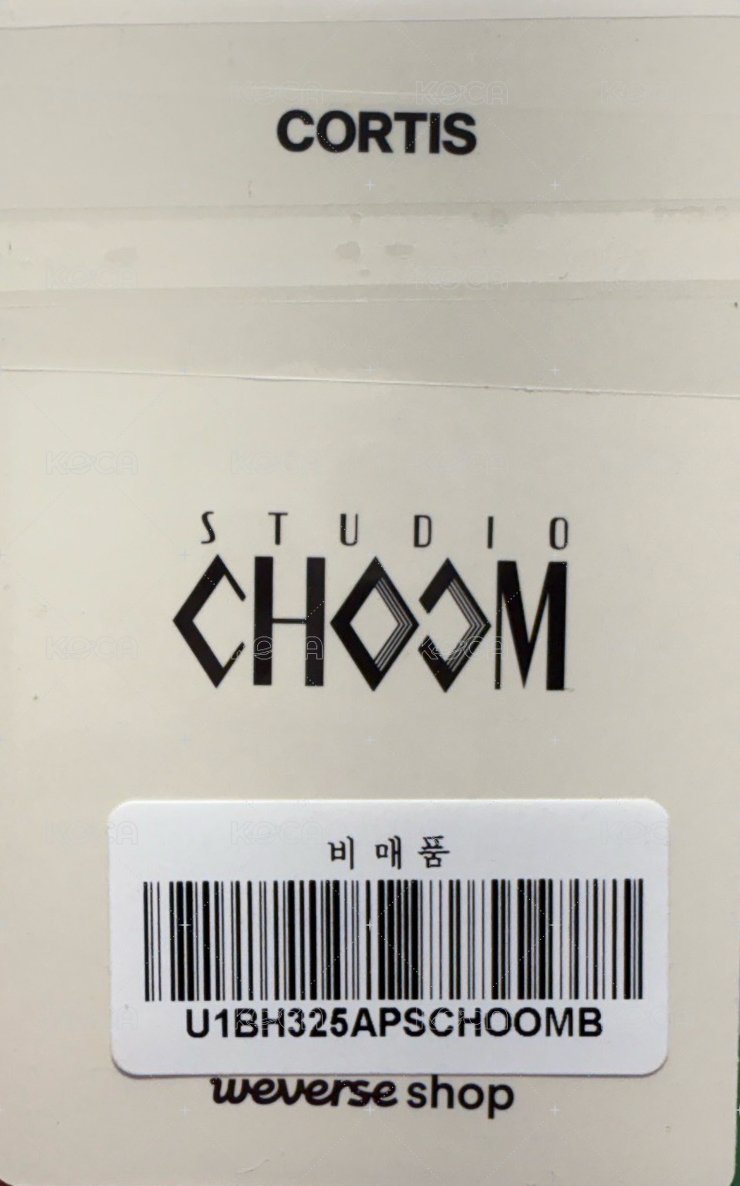 CORTIS
STUDIO
CHOOM
비매품
U1BH325APSCHOOMB
weverse shop